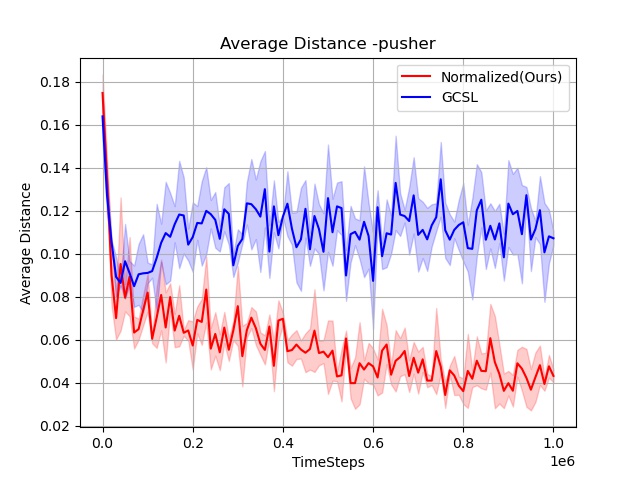 Average Distance -pusher
Normalized(Ours)
GCSL
Average Distance
0.18
0.16
0.14
0.12
0.10
0.08
0.06
0.04
0.02
0.0 0.2 0.4 0.6 0.8 1.0
TimeSteps
1e6